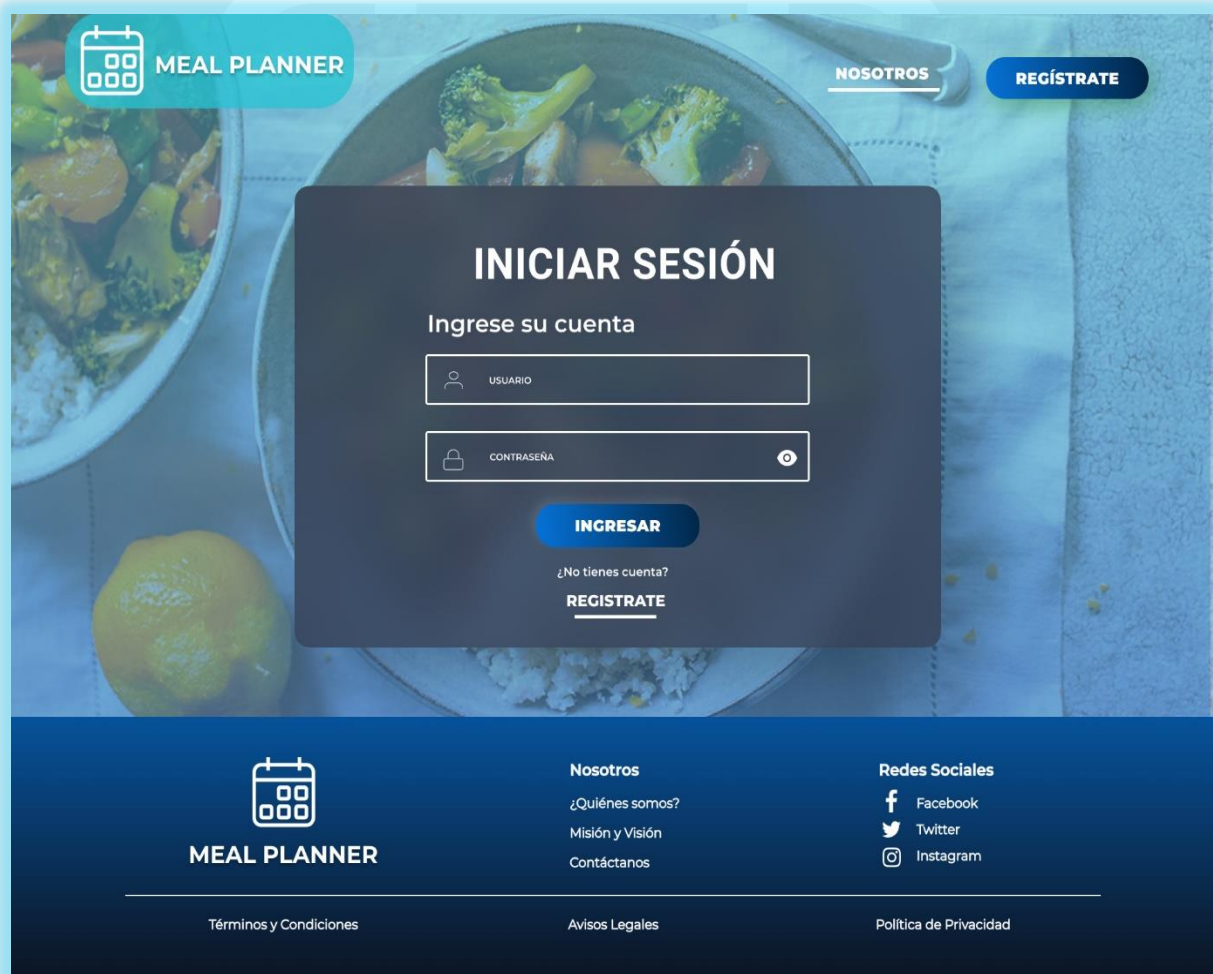 MEAL PLANNER
NOSOTROS
REGÍSTRATE
INICIAR SESIÓN
Ingrese su cuenta
USUARIO
CONTRASEÑA
INGRESAR
¿No tienes cuenta?
REGISTRATE
MEAL PLANNER
Nosotros
¿Quiénes somos?
Misión y Visión
Contáctanos
Redes Sociales
Facebook
Twitter
Instagram
Términos y Condiciones
Avisos Legales
Política de Privacidad